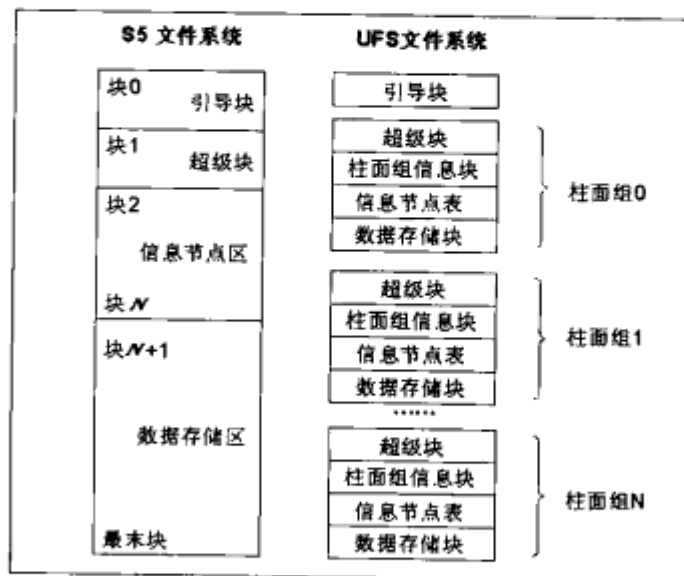 S5 文件系统
块0
引导块
块1
超级块
块2
信息节点区
块N
块N+1
数据存储区
最末块
UFS文件系统
引导块
超级块
柱面组信息块
信息节点表
数据存储块
柱面组0
超级块
柱面组信息块
信息节点表
数据存储块
柱面组1
······
超级块
柱面组信息块
信息节点表
数据存储块
柱面组N